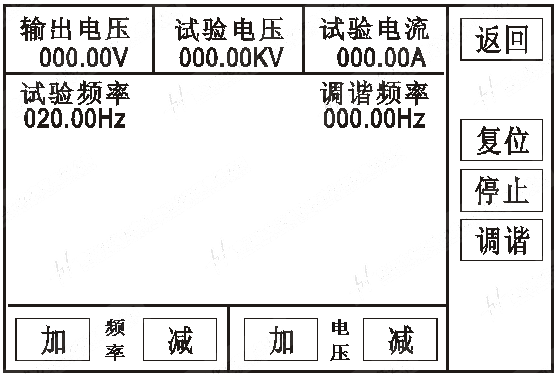 输出电压 试验电压 试验电流 返回
000.00V 000.00KV 000.00A
试验频率 调谐频率
020.00Hz 000.00Hz
复位
停止
调谐
加 频率 减 加 电压 减